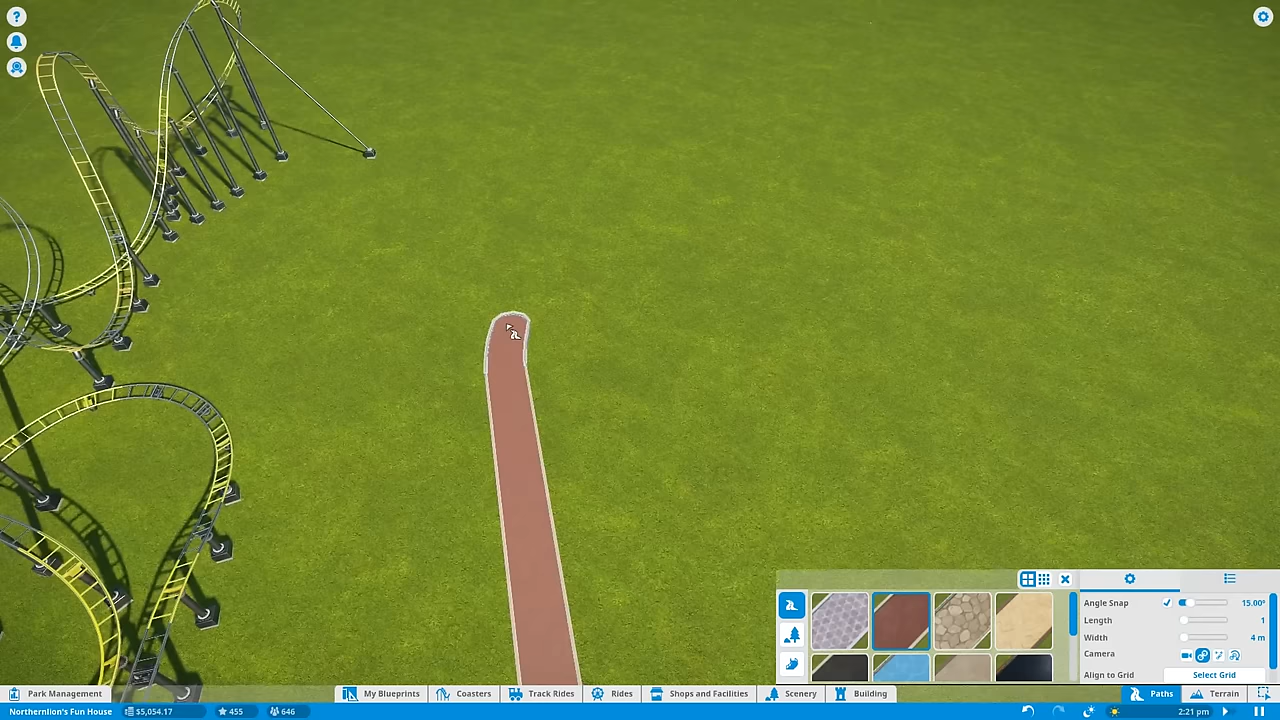 ?
Angle Snap 15.00°
Length 1
Width 4 m
Camera
Align to Grid Select Grid
Park Management My Blueprints Coasters Track Rides Rides Shops and Facilities Scenery Building Paths Terrain
Northernlion's Fun House $5,054.17 455 646 2:21 pm